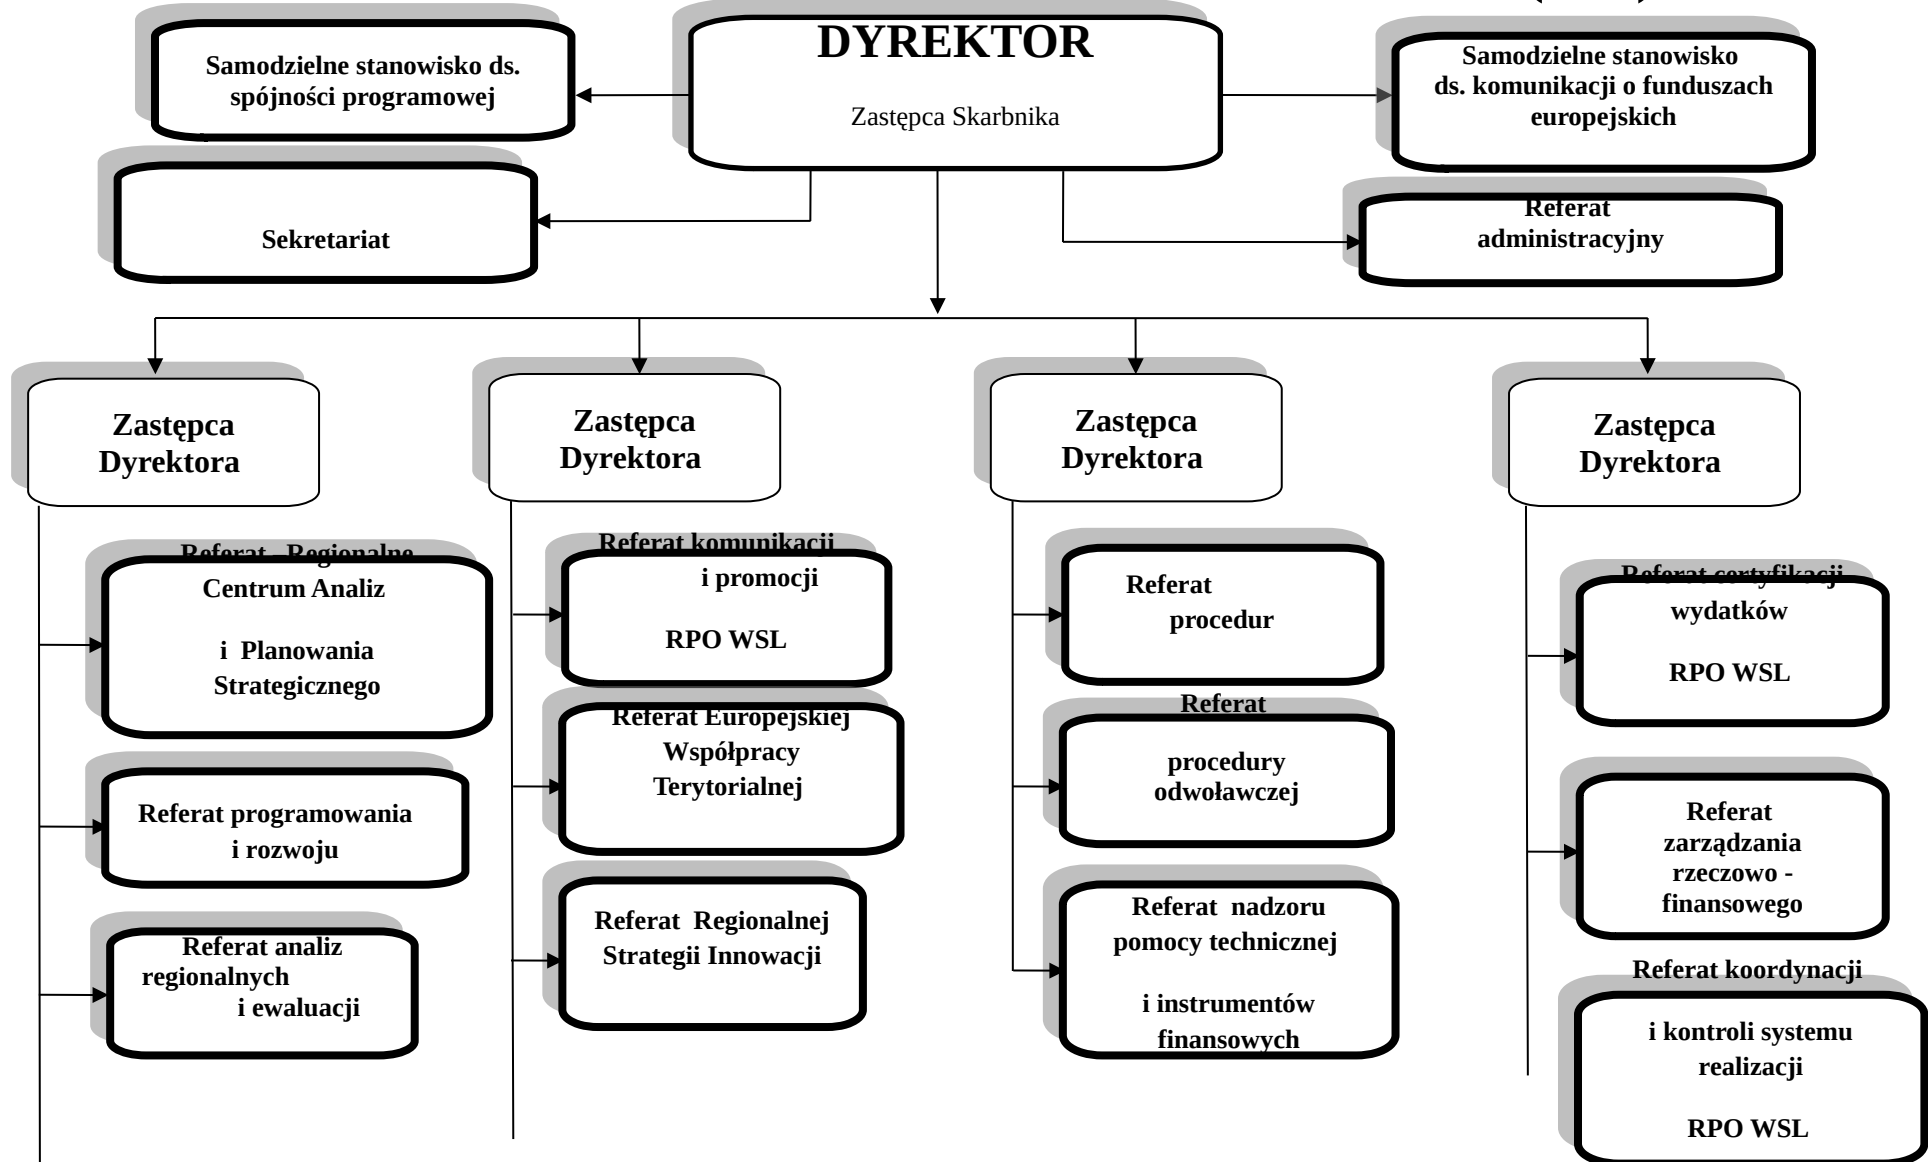 DYREKTOR
Zastępca Skarbnika
Samodzielne stanowisko ds.
spójności programowej
Samodzielne stanowisko
ds. komunikacji o funduszach
europejskich
Sekretariat
Referat
administracyjny
Zastępca
Dyrektora
Referat –Regionalne
Centrum Analiz
i Planowania
Strategicznego
Referat programowania
i rozwoju
Referat analiz
regionalnych
i ewaluacji
Zastępca
Dyrektora
Referat komunikacji
i promocji
RPO WSL
Referat Europejskiej
Współpracy
Terytorialnej
Referat Regionalnej
Strategii Innowacji
Zastępca
Dyrektora
Referat
procedur
Referat
procedury
odwoławczej
Referat nadzoru
pomocy technicznej
i instrumentów
finansowych
Zastępca
Dyrektora
Referat certyfikacji
wydatków
RPO WSL
Referat
zarządzania
rzeczowo -
finansowego
Referat koordynacji
i kontroli systemu
realizacji
RPO WSL